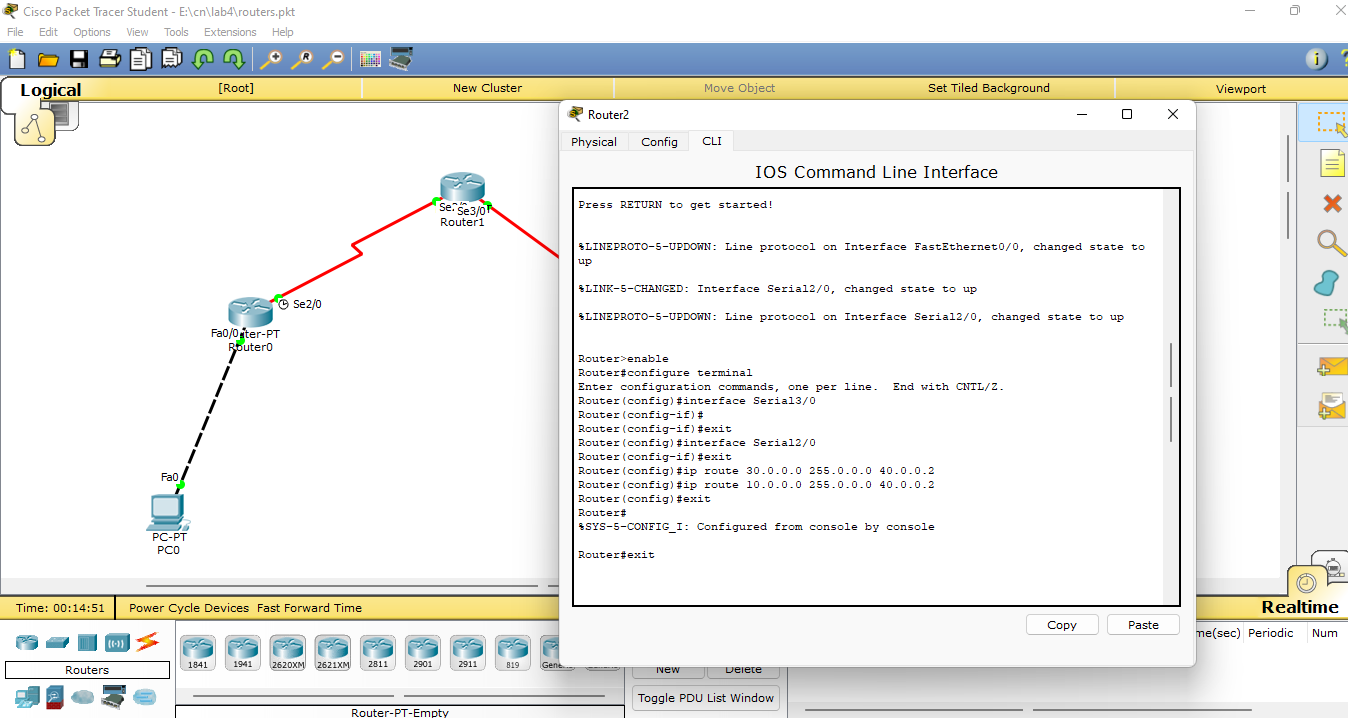 Cisco Packet Tracer Student - E:\cn\lab4\routers.pkt
File Edit Options View Tools Extensions Help
Logical [Root] New Cluster Move Object Set Tiled Background Viewport
Router2
Physical Config CLI
IOS Command Line Interface
Press RETURN to get started!
%LINEPROTO-5-UPDOWN: Line protocol on Interface FastEthernet0/0, changed state to
up
%LINK-5-CHANGED: Interface Serial2/0, changed state to up
%LINEPROTO-5-UPDOWN: Line protocol on Interface Serial2/0, changed state to up
Router>enable
Router#configure terminal
Enter configuration commands, one per line.  End with CNTL/Z.
Router(config)#interface Serial3/0
Router(config-if)#
Router(config-if)#exit
Router(config)#interface Serial2/0
Router(config-if)#exit
Router(config)#ip route 30.0.0.0 255.0.0.0 40.0.0.2
Router(config)#ip route 10.0.0.0 255.0.0.0 40.0.0.2
Router(config)#exit
Router#
%SYS-5-CONFIG_I: Configured from console by console
Router#exit
Copy Paste
Se3/0
Router1
Se2/0
Fa0/0 ter-PT
Router0
Fa0
PC-PT
PC0
Time: 00:14:51 Power Cycle Devices Fast Forward Time
Realtime
me(sec) Periodic Num
Routers
1841 1941 2620XM 2621XM 2811 2901 2911 819
New Delete
Toggle PDU List Window
Router-PT-Empty